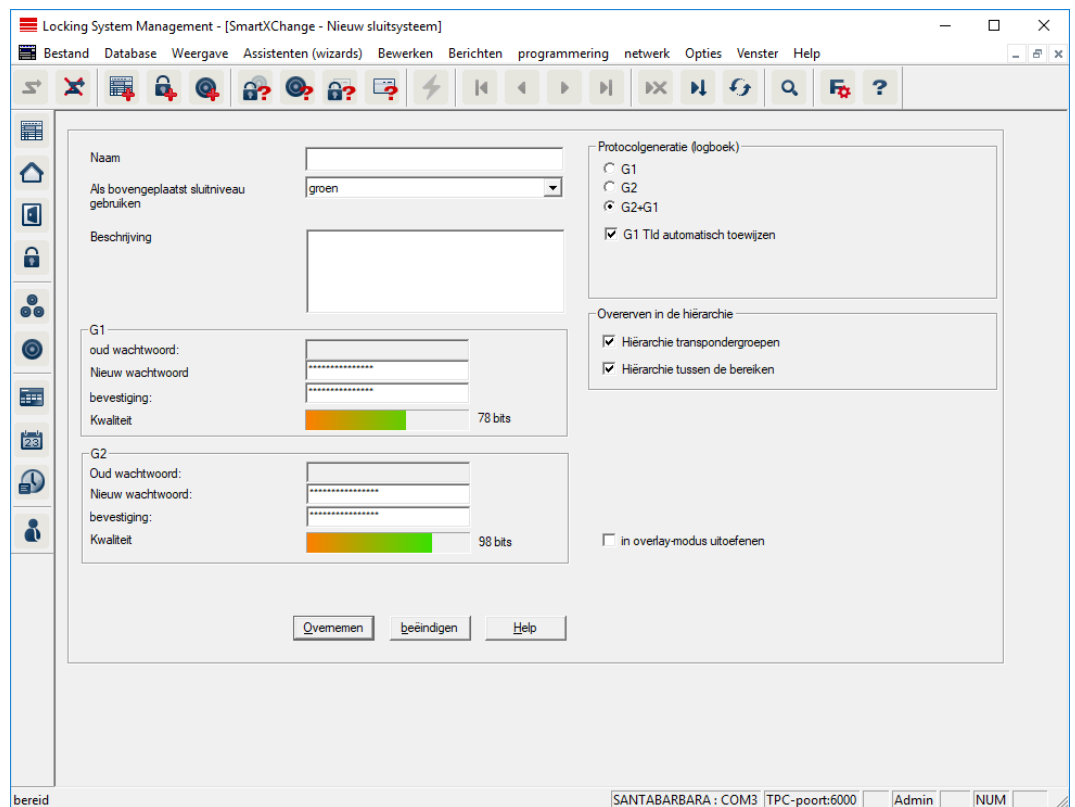 Locking System Management - [SmartXChange - Nieuw sluitsysteem]
Bestand Database Weergave Assistenten (wizards) Bewerken Berichten programmering netwerk Opties Venster Help
Naam
Als bovengeplaatst sluitniveau
gebruiken
groen
Beschrijving
G1
oud wachtwoord:
Nieuw wachtwoord
***************
bevestiging:
***************
Kwaliteit
78 bits
G2
Oud wachtwoord:
Nieuw wachtwoord:
****************
bevestiging:
****************
Kwaliteit
98 bits
Overnemen beëindigen Help
Protocolgeneratie (logboek)
G1
G2
G2+G1
G1 TId automatisch toewijzen
Overerven in de hiërarchie
Hiërarchie transpondergroepen
Hiërarchie tussen de bereiken
in overlay-modus uitoefenen
23
bereid
SANTABARBARA : COM3 TPC-poort:6000 Admin NUM